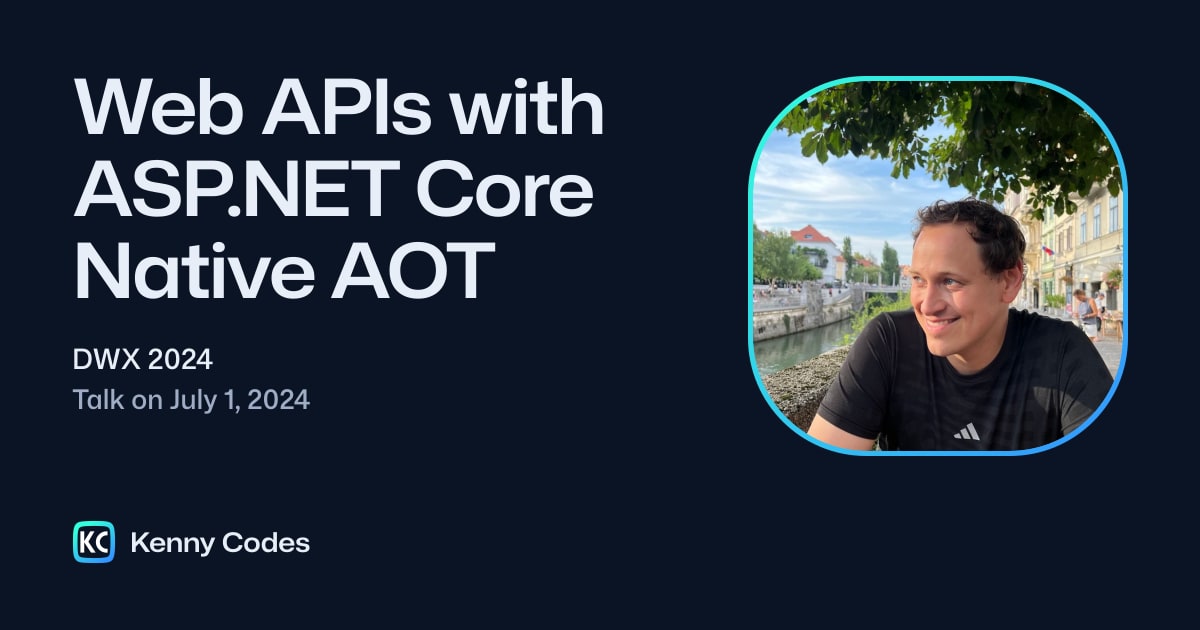 Web APIs with
ASP.NET Core
Native AOT
DWX 2024
Talk on July 1, 2024
KC Kenny Codes